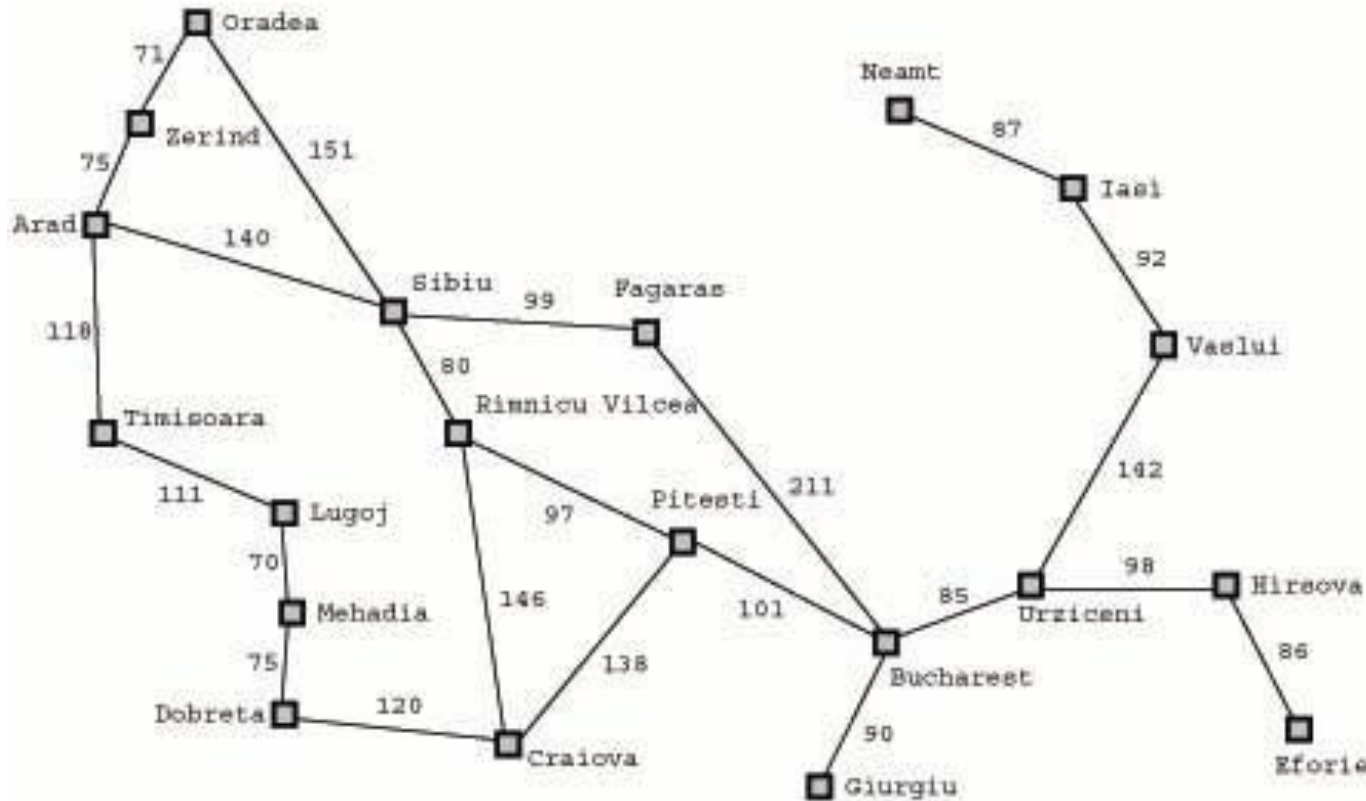 Oradea
71
Neamt
Zerind
87
151
75
Iasi
Arad
140
92
Sibiu
Fagaras
99
118
Vaslui
80
Timisoara
Rimnicu Vilcea
142
111
Pitesti
211
Lugoj
97
70
98
Hirsova
146
101
85
Mehadia
Urziceni
86
75
138
Bucharest
Dobreta
120
90
Craiova
Eforie
Giurgiu